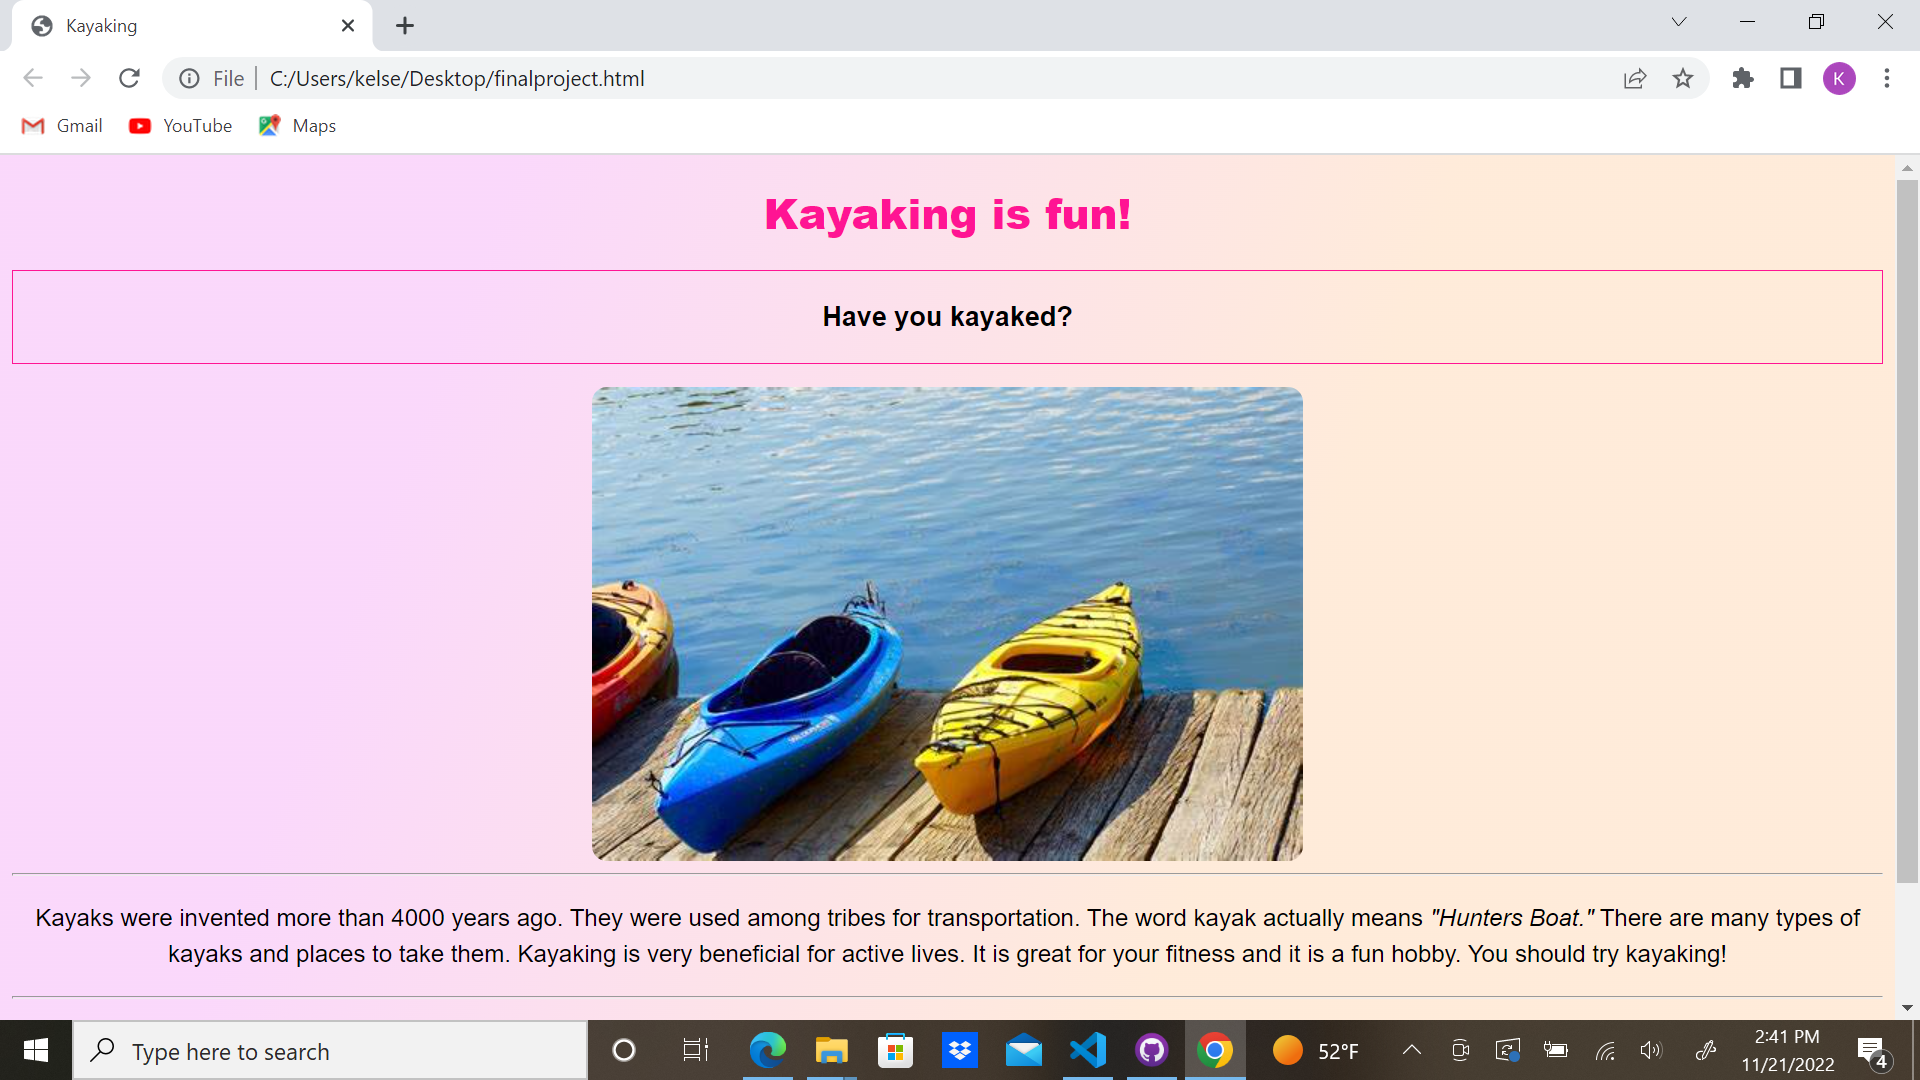 Kayaking
File
C:/Users/kelse/Desktop/finalproject.html
K
Gmail
YouTube
Maps
Kayaking is fun!
Have you kayaked?
Kayaks were invented more than 4000 years ago. They were used among tribes for transportation. The word kayak actually means "Hunters Boat." There are many types of
kayaks and places to take them. Kayaking is very beneficial for active lives. It is great for your fitness and it is a fun hobby. You should try kayaking!
Type here to search
52°F
2:41 PM
11/21/2022
4